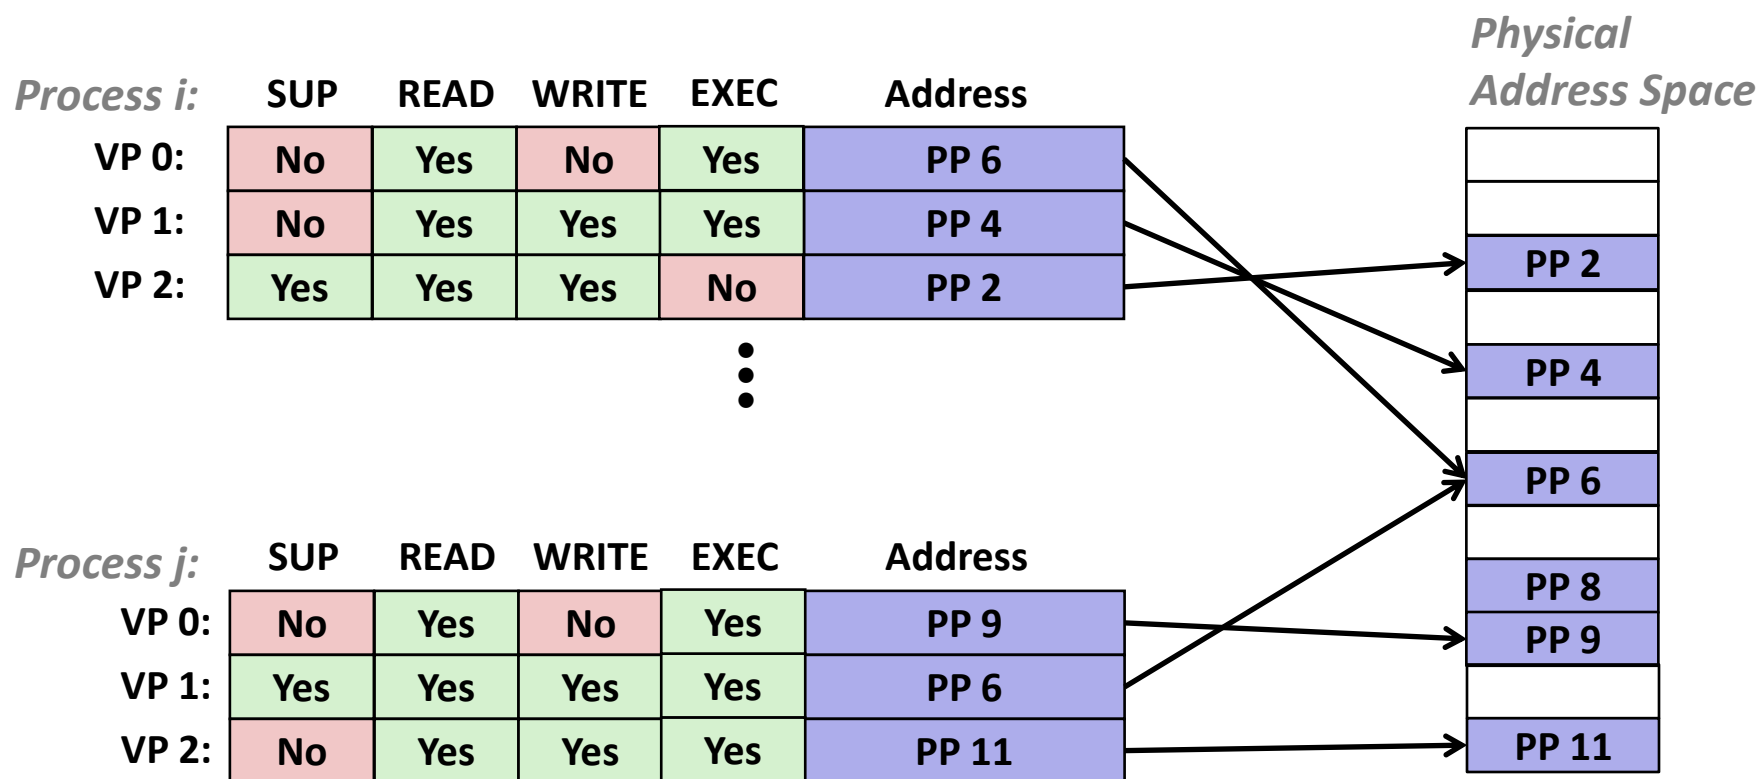 Physical
Address Space
Process i: SUP READ WRITE EXEC Address
VP 0: No Yes No Yes PP 6
VP 1: No Yes Yes Yes PP 4
VP 2: Yes Yes Yes No PP 2
PP 2
PP 4
PP 6
PP 8
PP 9
PP 11
Process j: SUP READ WRITE EXEC Address
VP 0: No Yes No Yes PP 9
VP 1: Yes Yes Yes Yes PP 6
VP 2: No Yes Yes Yes PP 11